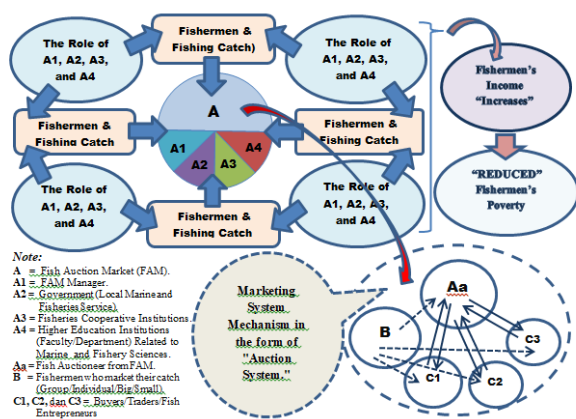 The Role of
A1, A2, A3,
and A4
Fishermen &
Fishing Catch)
The Role of
A1, A2, A3,
and A4
Fishermen &
Fishing Catch
A
A1
A2
A3
A4
Fishermen &
Fishing Catch
The Role of
A1, A2, A3,
and A4
Fishermen &
Fishing Catch
The Role of
A1, A2, A3,
and A4
Fishermen's
Income
"Increases"
"REDUCED"
Fishermen's
Poverty
Note:
A = Fish Auction Market (FAM).
A1 = FAM Manager.
A2 = Government (Local Marine and
Fisheries Service).
A3 = Fisheries Cooperative Institutions.
A4 = Higher Education Institutions
(Faculty/Department) Related to
Marine and Fishery Sciences.
Aa = Fish Auctioneer from FAM.
B = Fishermen who market their catch
(Group/Individual/Big/Small).
C1, C2, dan C3 = Buyers/Traders/Fish
Entrepreneurs
Marketing
System
Mechanism in
the form of
"Auction
System."
Aa
B
C1
C2
C3